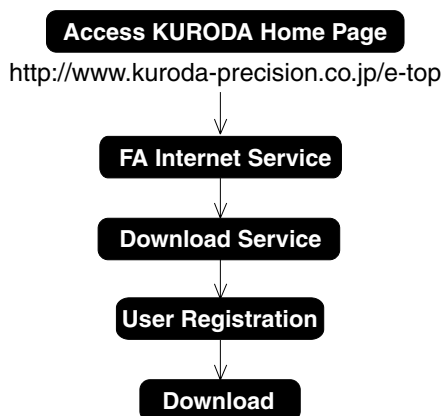 Access KURODA Home Page
http://www.kuroda-precision.co.jp/e-top
FA Internet Service
Download Service
User Registration
Download